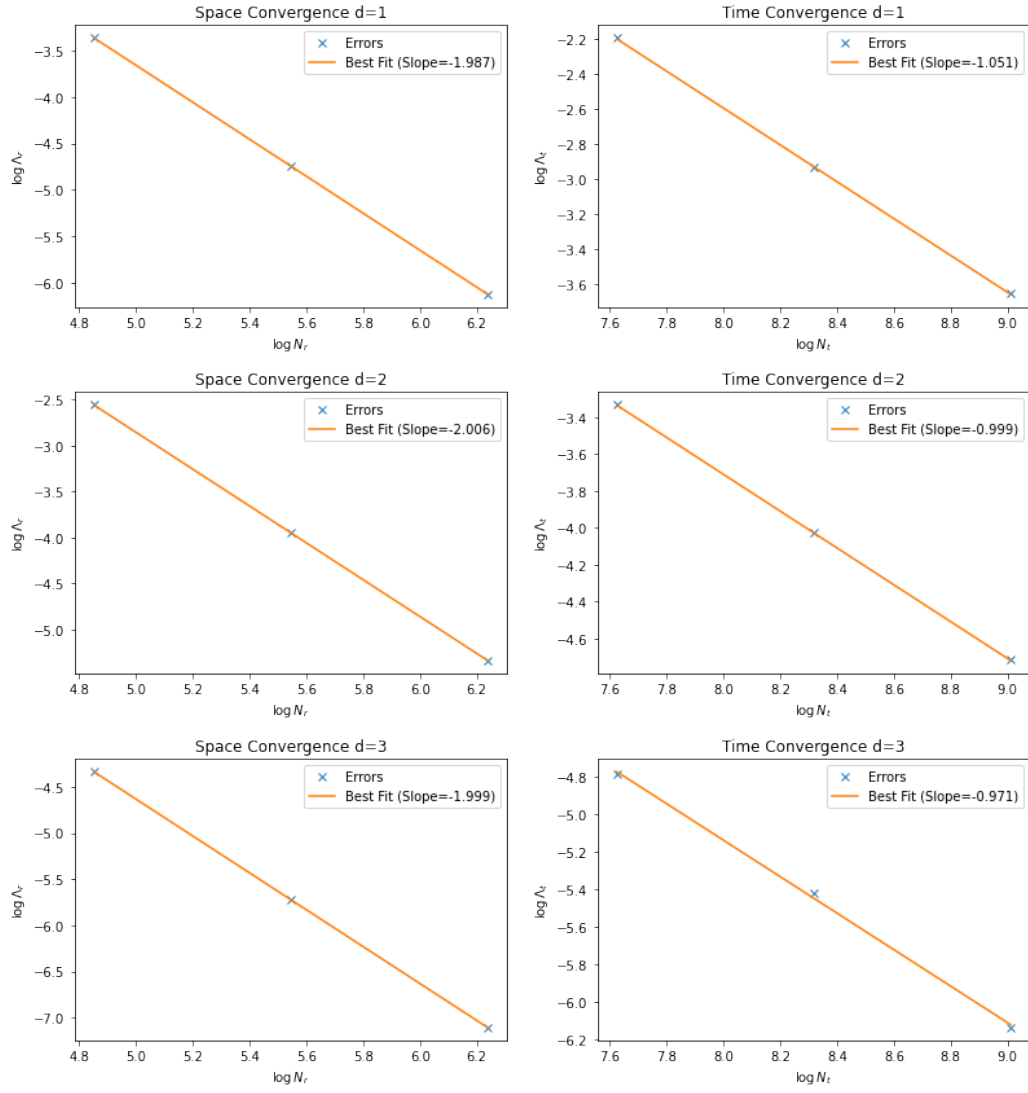 Space Convergence d=1
Errors
Best Fit (Slope=-1.987)
−3.5
−4.0
−4.5
−5.0
−5.5
−6.0
log Λr
4.8 5.0 5.2 5.4 5.6 5.8 6.0 6.2
log Nr
Time Convergence d=1
Errors
Best Fit (Slope=-1.051)
−2.2
−2.4
−2.6
−2.8
−3.0
−3.2
−3.4
−3.6
log Λt
7.6 7.8 8.0 8.2 8.4 8.6 8.8 9.0
log Nt
Space Convergence d=2
Errors
Best Fit (Slope=-2.006)
−2.5
−3.0
−3.5
−4.0
−4.5
−5.0
log Λr
4.8 5.0 5.2 5.4 5.6 5.8 6.0 6.2
log Nr
Time Convergence d=2
Errors
Best Fit (Slope=-0.999)
−3.4
−3.6
−3.8
−4.0
−4.2
−4.4
−4.6
log Λt
7.6 7.8 8.0 8.2 8.4 8.6 8.8 9.0
log Nt
Space Convergence d=3
Errors
Best Fit (Slope=-1.999)
−4.5
−5.0
−5.5
−6.0
−6.5
−7.0
log Λr
4.8 5.0 5.2 5.4 5.6 5.8 6.0 6.2
log Nr
Time Convergence d=3
Errors
Best Fit (Slope=-0.971)
−4.8
−5.0
−5.2
−5.4
−5.6
−5.8
−6.0
−6.2
log Λt
7.6 7.8 8.0 8.2 8.4 8.6 8.8 9.0
log Nt